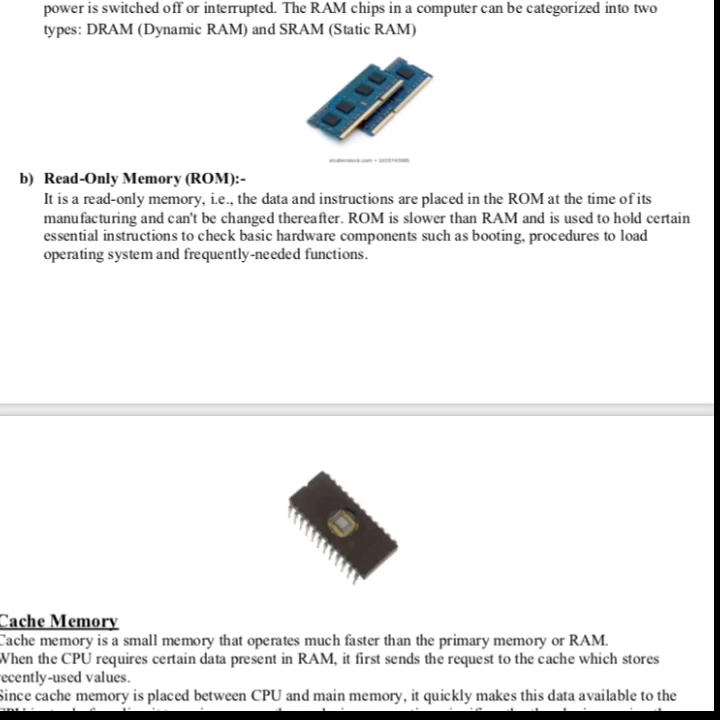 power is switched off or interrupted. The RAM chips in a computer can be categorized into two
types: DRAM (Dynamic RAM) and SRAM (Static RAM)
b) Read-Only Memory (ROM):-
It is a read-only memory, i.e., the data and instructions are placed in the ROM at the time of its
manufacturing and can't be changed thereafter. ROM is slower than RAM and is used to hold certain
essential instructions to check basic hardware components such as booting, procedures to load
operating system and frequently-needed functions.
Cache Memory
Cache memory is a small memory that operates much faster than the primary memory or RAM.
When the CPU requires certain data present in RAM, it first sends the request to the cache which stores
recently-used values.
Since cache memory is placed between CPU and main memory, it quickly makes this data available to the